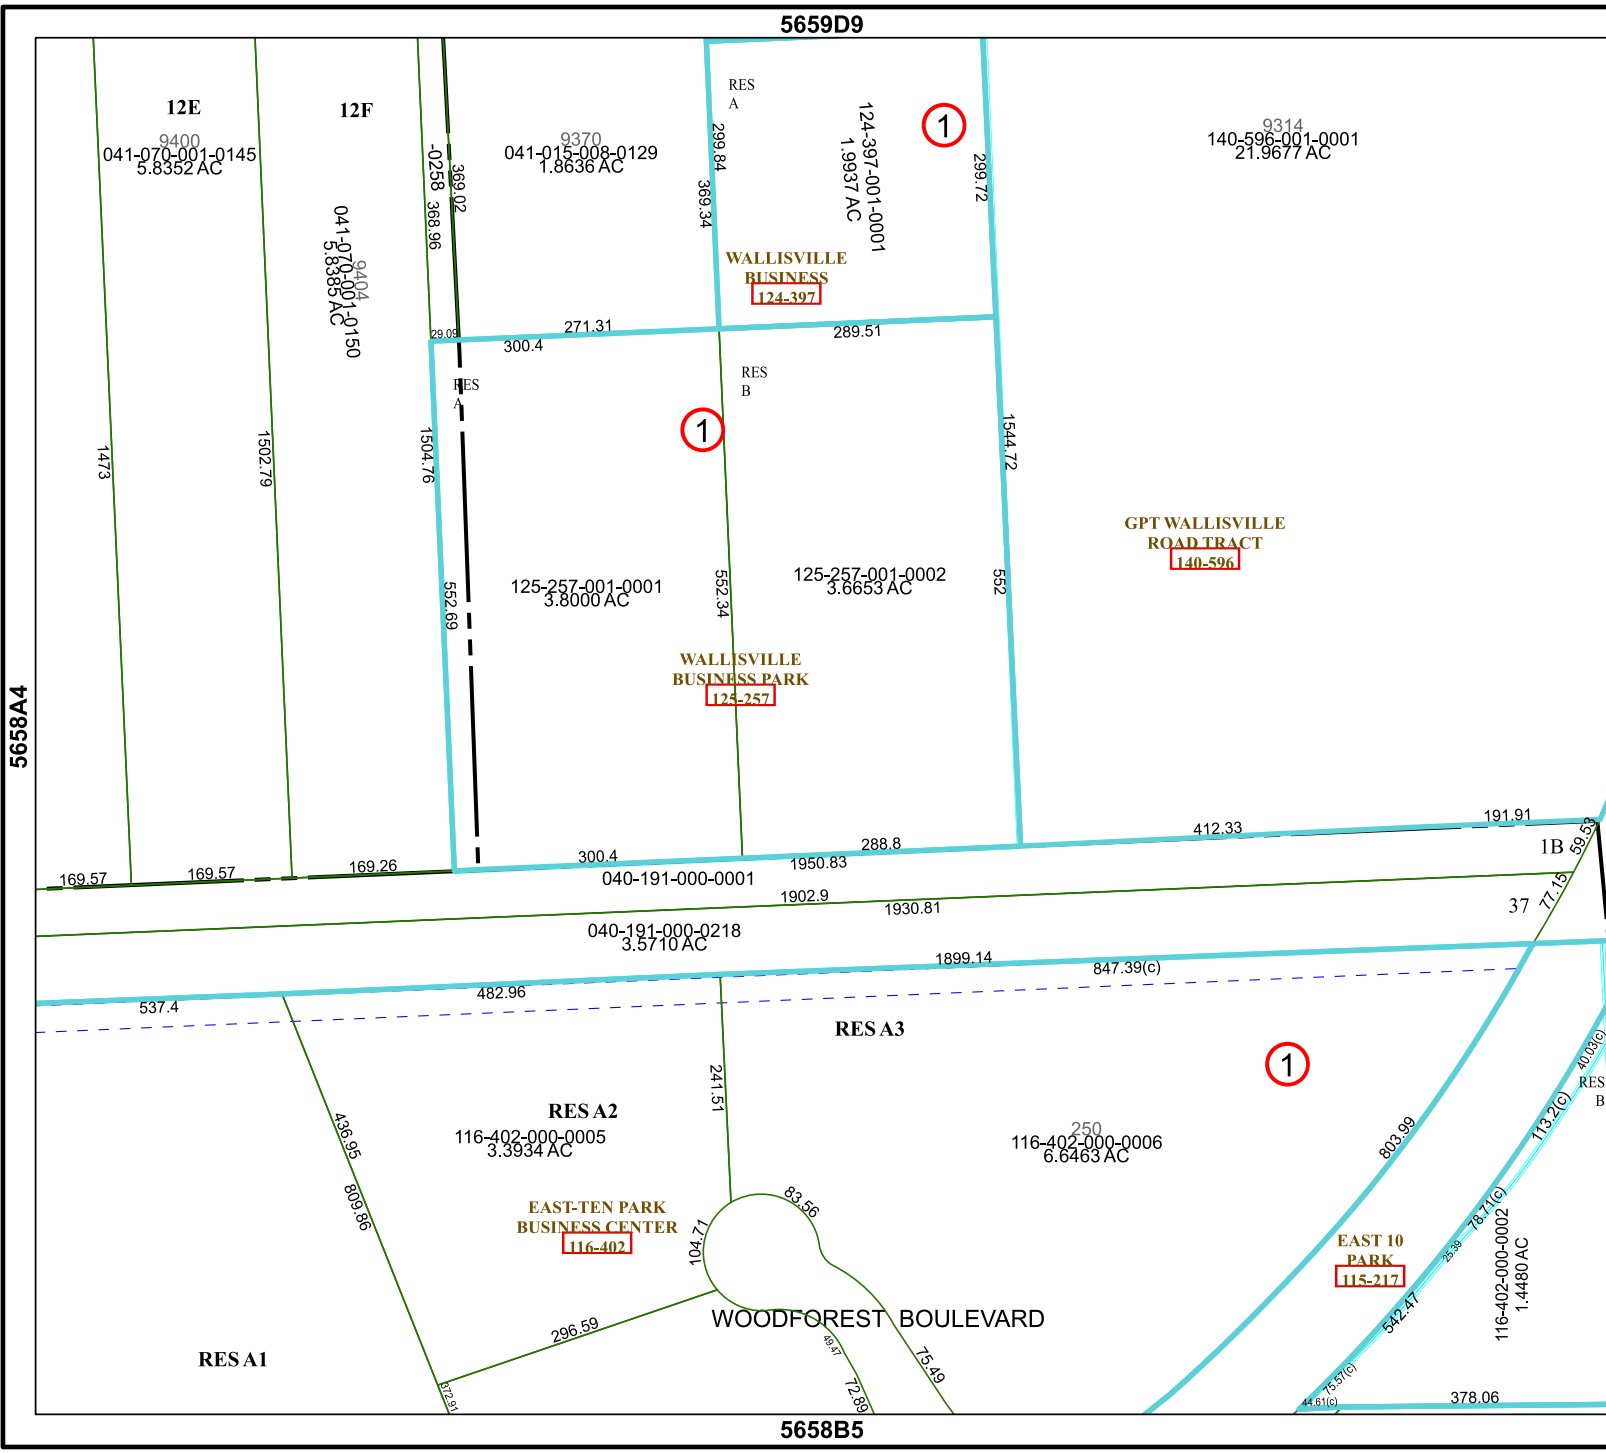 5659D9
12E
9400
041-070-001-0145
5.8352 AC
12F
9404
041-070-001-0150
5.8385 AC
-0258
368.96
369.02
9370
041-015-008-0129
1.8636 AC
RES
A
299.84
369.34
124-397-001-0001
1.9937 AC
1
299.72
9314
140-596-001-0001
21.9677 AC
WALLISVILLE
BUSINESS
124-397
29.09
271.31
300.4
289.51
RES
A
RES
B
1
1473
1502.79
1504.76
1544.72
GPT WALLISVILLE
ROAD TRACT
140-596
552.69
125-257-001-0001
3.8000 AC
552.34
125-257-001-0002
3.6653 AC
552
WALLISVILLE
BUSINESS PARK
125-257
5658A4
169.57
169.57
169.26
300.4
288.8
1950.83
412.33
191.91
59.53
1B
040-191-000-0001
1902.9
1930.81
77.15
37
040-191-000-0218
3.5710 AC
1899.14
847.39(c)
537.4
482.96
RES A3
1
40.03(c)
RES
B
241.51
436.95
809.86
RES A2
116-402-000-0005
3.3934 AC
250
116-402-000-0006
6.6463 AC
803.99
113.2(c)
78.71(c)
25.39
116-402-000-0002
1.4480 AC
EAST-TEN PARK
BUSINESS CENTER
116-402
104.71
83.56
EAST 10
PARK
115-217
WOODFOREST BOULEVARD
542.47
296.59
49.47
75.49
72.89
RES A1
372.91
75.57(c)
44.61(c)
378.06
5658B5